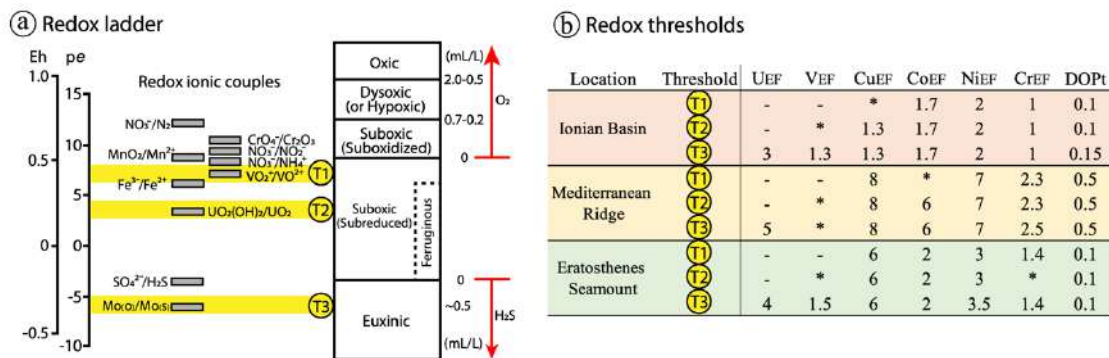 a Redox ladder
Eh pe
Redox ionic couples
1.0
15
NO₃⁻/N₂
10
CrO₄⁻/Cr₂O₃
NO₃⁻/NO₂⁻
MnO₂/Mn²⁺
0.5
NO₃⁻/NH₄⁺
VO₂⁻/VO²⁺
T1
Fe³⁻/Fe²⁺
5
UO₂(OH)₂/UO₂
T2
0
0
SO₄²⁻/H₂S
-5
Mo(O)/Mo(S)
T3
-0.5
-10
Oxic
Dysoxic
(or Hypoxic)
Suboxic
(Suboxidized)
Suboxic
(Subreduced)
Ferruginous
Euxinic
(mL/L)
2.0-0.5
0.7-0.2
0
O₂
0
~0.5
(mL/L)
H₂S
b Redox thresholds
Location Threshold UEF VEF CuEF CoEF NiEF CrEF DOPt
Ionian Basin
T1 - - * 1.7 2 1 0.1
T2 - * 1.3 1.7 2 1 0.1
T3 3 1.3 1.3 1.7 2 1 0.15
Mediterranean
Ridge
T1 - - 8 * 7 2.3 0.5
T2 - * 8 6 7 2.3 0.5
T3 5 * 8 6 7 2.5 0.5
Eratosthenes
Seamount
T1 - - 6 2 3 1.4 0.1
T2 - * 6 2 3 * 0.1
T3 4 1.5 6 2 3.5 1.4 0.1